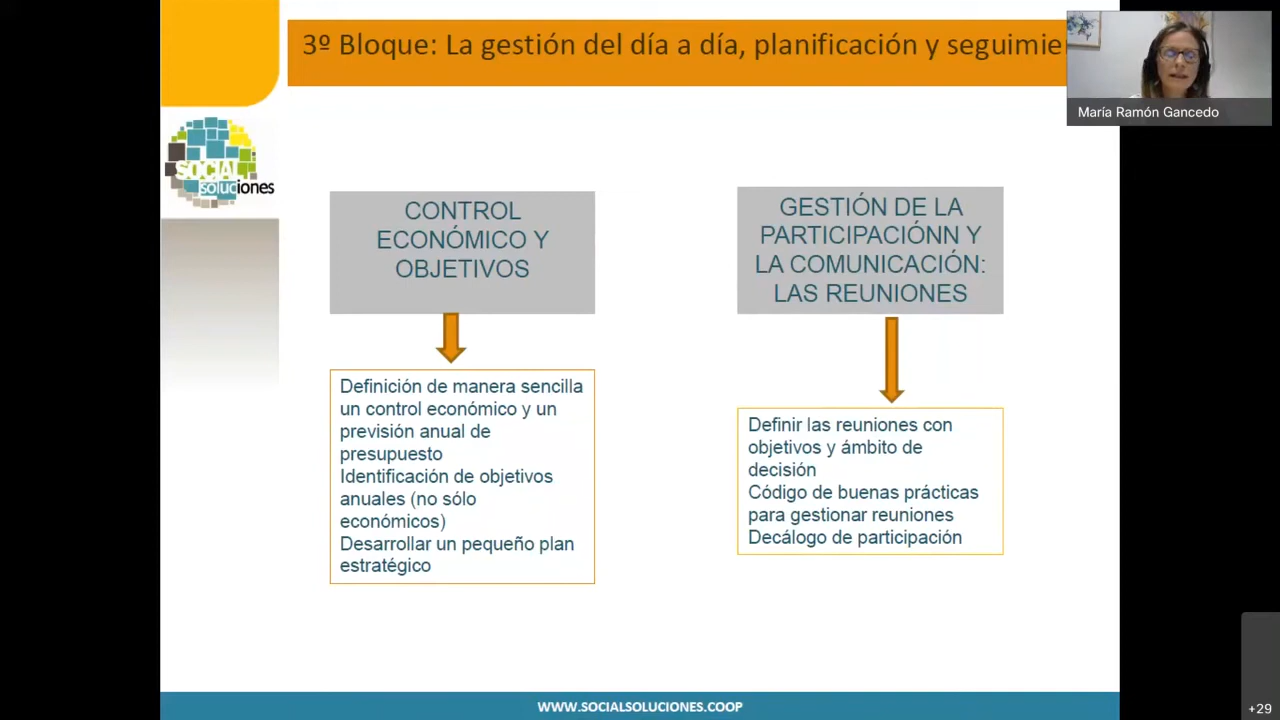 3º Bloque: La gestión del día a día, planificación y seguimie
María Ramón Gancedo
SOCIAL
soluciones
CONTROL
ECONÓMICO Y
OBJETIVOS
Definición de manera sencilla
un control económico y un
previsión anual de
presupuesto
Identificación de objetivos
anuales (no sólo
económicos)
Desarrollar un pequeño plan
estratégico
GESTIÓN DE LA
PARTICIPACIÓNN Y
LA COMUNICACIÓN:
LAS REUNIONES
Definir las reuniones con
objetivos y ámbito de
decisión
Código de buenas prácticas
para gestionar reuniones
Decálogo de participación
WWW.SOCIALSOLUCIONES.COOP
+29